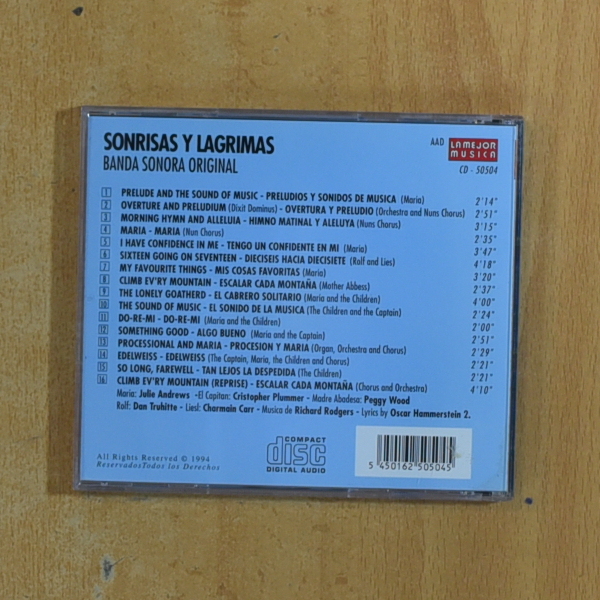 SONRISAS Y LAGRIMAS
BANDA SONORA ORIGINAL
AAD
LA MEJOR
MUSICA
CD - 50504
1 PRELUDE AND THE SOUND OF MUSIC - PRELUDIOS Y SONIDOS DE MUSICA (Maria) 2'14"
2 OVERTURE AND PRELUDIUM (Dixit Dominus) - OVERTURA Y PRELUDIO (Orchestra and Nuns Chorus) 2'51"
3 MORNING HYMN AND ALLELUIA - HIMNO MATINAL Y ALELUYA (Nuns Chorus) 3'15"
4 MARIA - MARIA (Nun Chorus) 2'35"
5 I HAVE CONFIDENCE IN ME - TENGO UN CONFIDENTE EN MI (Maria) 3'47"
6 SIXTEEN GOING ON SEVENTEEN - DIECISEIS HACIA DIECISIETE (Ralf and Lies) 4'18"
7 MY FAVOURITE THINGS - MIS COSAS FAVORITAS (Maria) 3'20"
8 CLIMB EV'RY MOUNTAIN - ESCALAR CADA MONTAÑA (Mother Abbess) 2'37"
9 THE LONELY GOATHERD - EL CABRERO SOLITARIO (Maria and the Children) 4'00"
10 THE SOUND OF MUSIC - EL SONIDO DE LA MUSICA (The Children and the Captain) 2'24"
11 DO-RE-MI - DO-RE-MI (Maria and the Children) 2'00"
12 SOMETHING GOOD - ALGO BUENO (Maria and the Captain) 2'51"
13 PROCESSIONAL AND MARIA - PROCESION Y MARIA (Organ, Orchestra and Chorus) 2'29"
14 EDELWEISS - EDELWEISS (The Captain, Maria, the Children and Chorus) 2'21"
15 SO LONG, FAREWELL - TAN LEJOS LA DESPEDIDA (The Children) 2'21"
16 CLIMB EV'RY MOUNTAIN (REPRISE) - ESCALAR CADA MONTAÑA (Chorus and Orchestra) 4'10"
Maria: Julie Andrews -El Capitan: Cristopher Plummer - Madre Abadesa: Peggy Wood
Rolf: Dan Truhitte - Liesl: Charmain Carr - Musica de Richard Rodgers - Lyrics by Oscar Hammerstein 2.
All Rights Reserved © 1994
ReservadosTodos los Derechos
COMPACT
disc
DIGITAL AUDIO
5 450162 505045